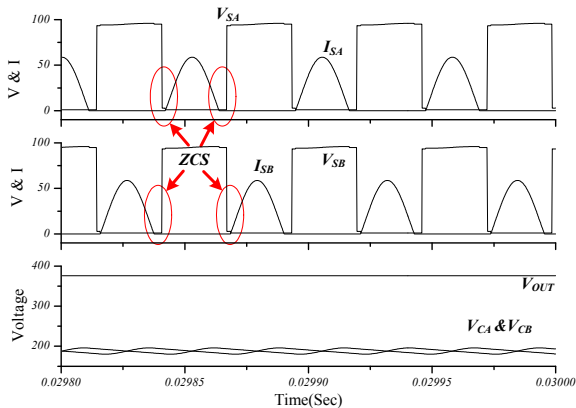 V_SA
100
I_SA
V & I
50
0
ZCS
100
I_SB
V_SB
V & I
50
0
400
V_OUT
Voltage
300
V_CA & V_CB
200
0.02980 0.02985 0.02990 0.02995 0.03000
Time(Sec)